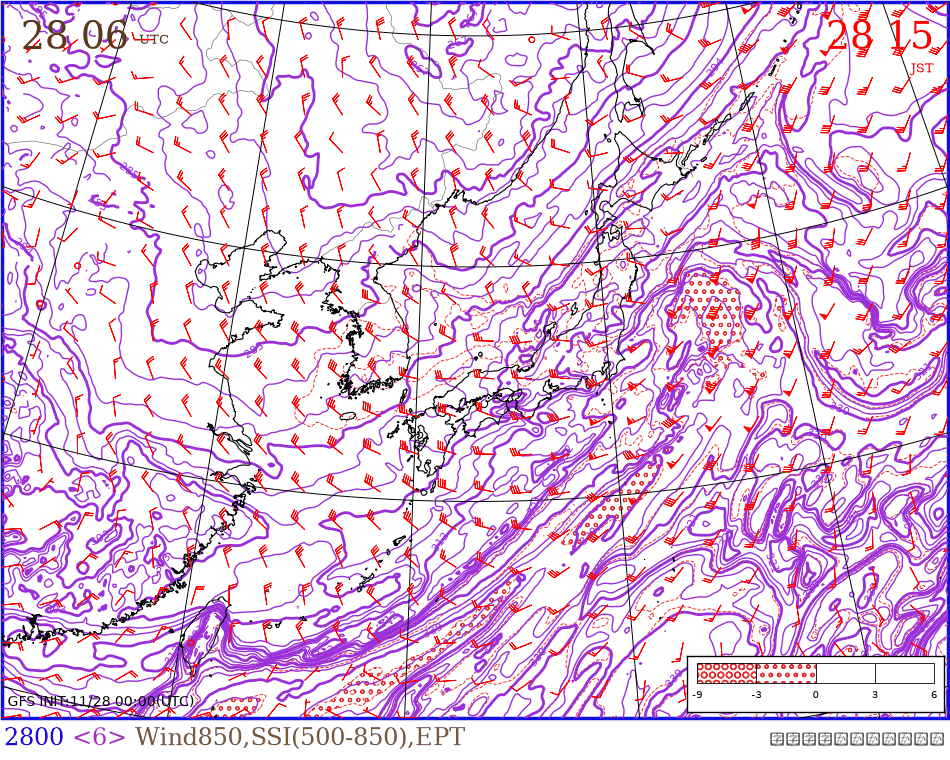 28 06 UTC
28 15
JST
GFS INIT:11/28 00:00(UTC)
-9 -3 0 3 6
2800 <6> Wind850,SSI(500-850),EPT